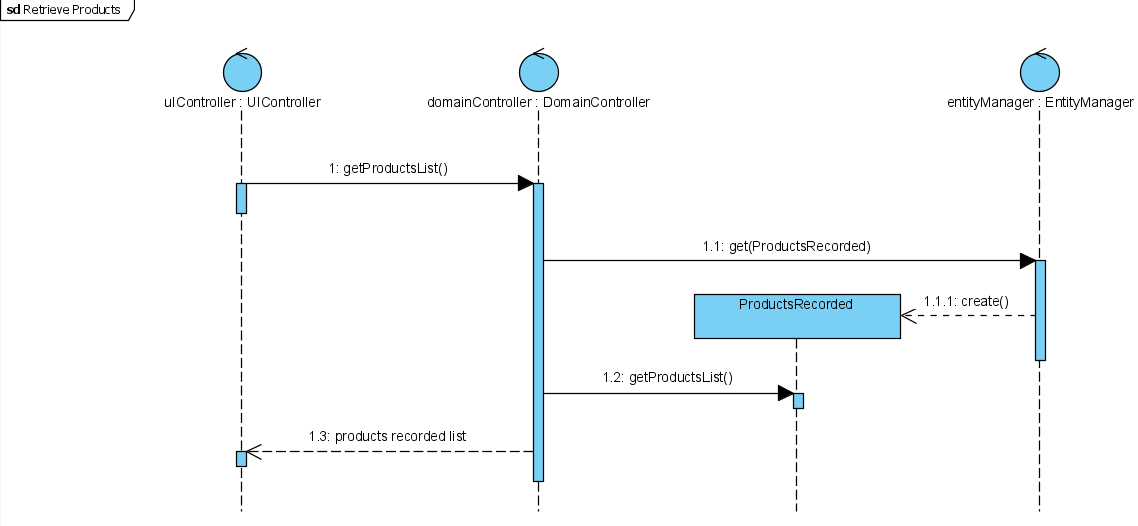 sd Retrieve Products
uIController : UIController
domainController : DomainController
entityManager : EntityManager
1: getProductsList()
1.1: get(ProductsRecorded)
ProductsRecorded
1.1.1: create()
1.2: getProductsList()
1.3: products recorded list